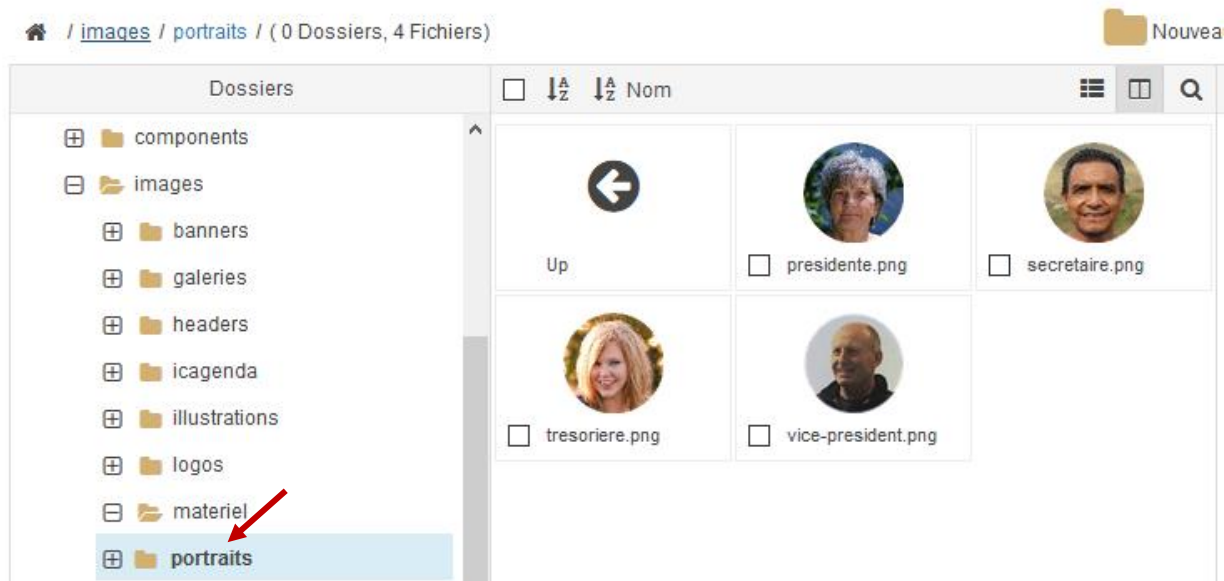 / images / portraits / ( 0 Dossiers, 4 Fichiers)
Dossiers
Nom
components
images
banners
galeries
headers
icagenda
illustrations
logos
materiel
portraits
Up
presidente.png
secretaire.png
tresoriere.png
vice-president.png